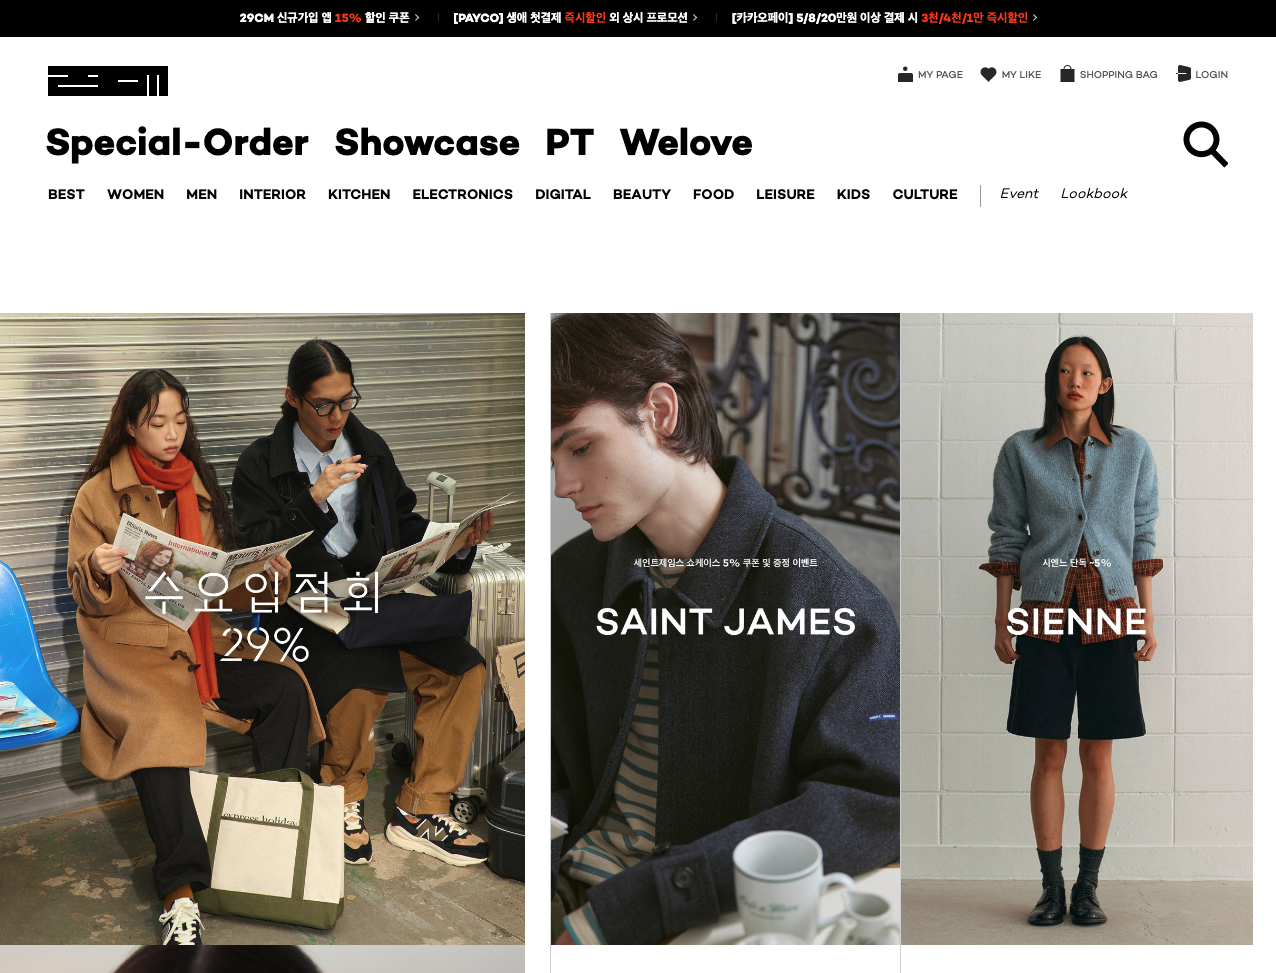 29CM 신규가입 앱 15% 할인 쿠폰
[PAYCO] 생애 첫결제 즉시할인 외 상시 프로모션
[카카오페이] 5/8/20만원 이상 결제 시 3천/4천/1만 즉시할인
MY PAGE
MY LIKE
SHOPPING BAG
LOGIN
Special-Order Showcase PT Welove
BEST WOMEN MEN INTERIOR KITCHEN ELECTRONICS DIGITAL BEAUTY FOOD LEISURE KIDS CULTURE Event Lookbook
International
수요입점회
29%
express holiday
세인트제임스 쇼케이스 5% 쿠폰 및 증정 이벤트
SAINT JAMES
시엔느 단독 ~5%
SIENNE